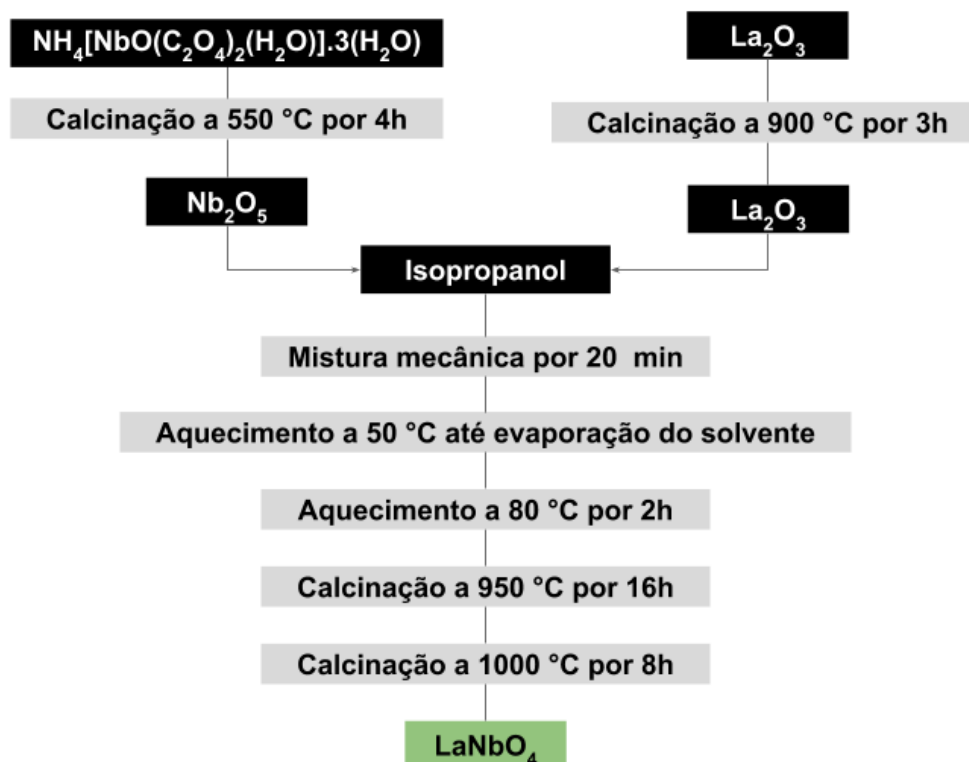 NH₄[NbO(C₂O₄)₂(H₂O)].3(H₂O)
La₂O₃
Calcinação a 550 °C por 4h
Calcinação a 900 °C por 3h
Nb₂O₅
La₂O₃
Isopropanol
Mistura mecânica por 20 min
Aquecimento a 50 °C até evaporação do solvente
Aquecimento a 80 °C por 2h
Calcinação a 950 °C por 16h
Calcinação a 1000 °C por 8h
LaNbO₄